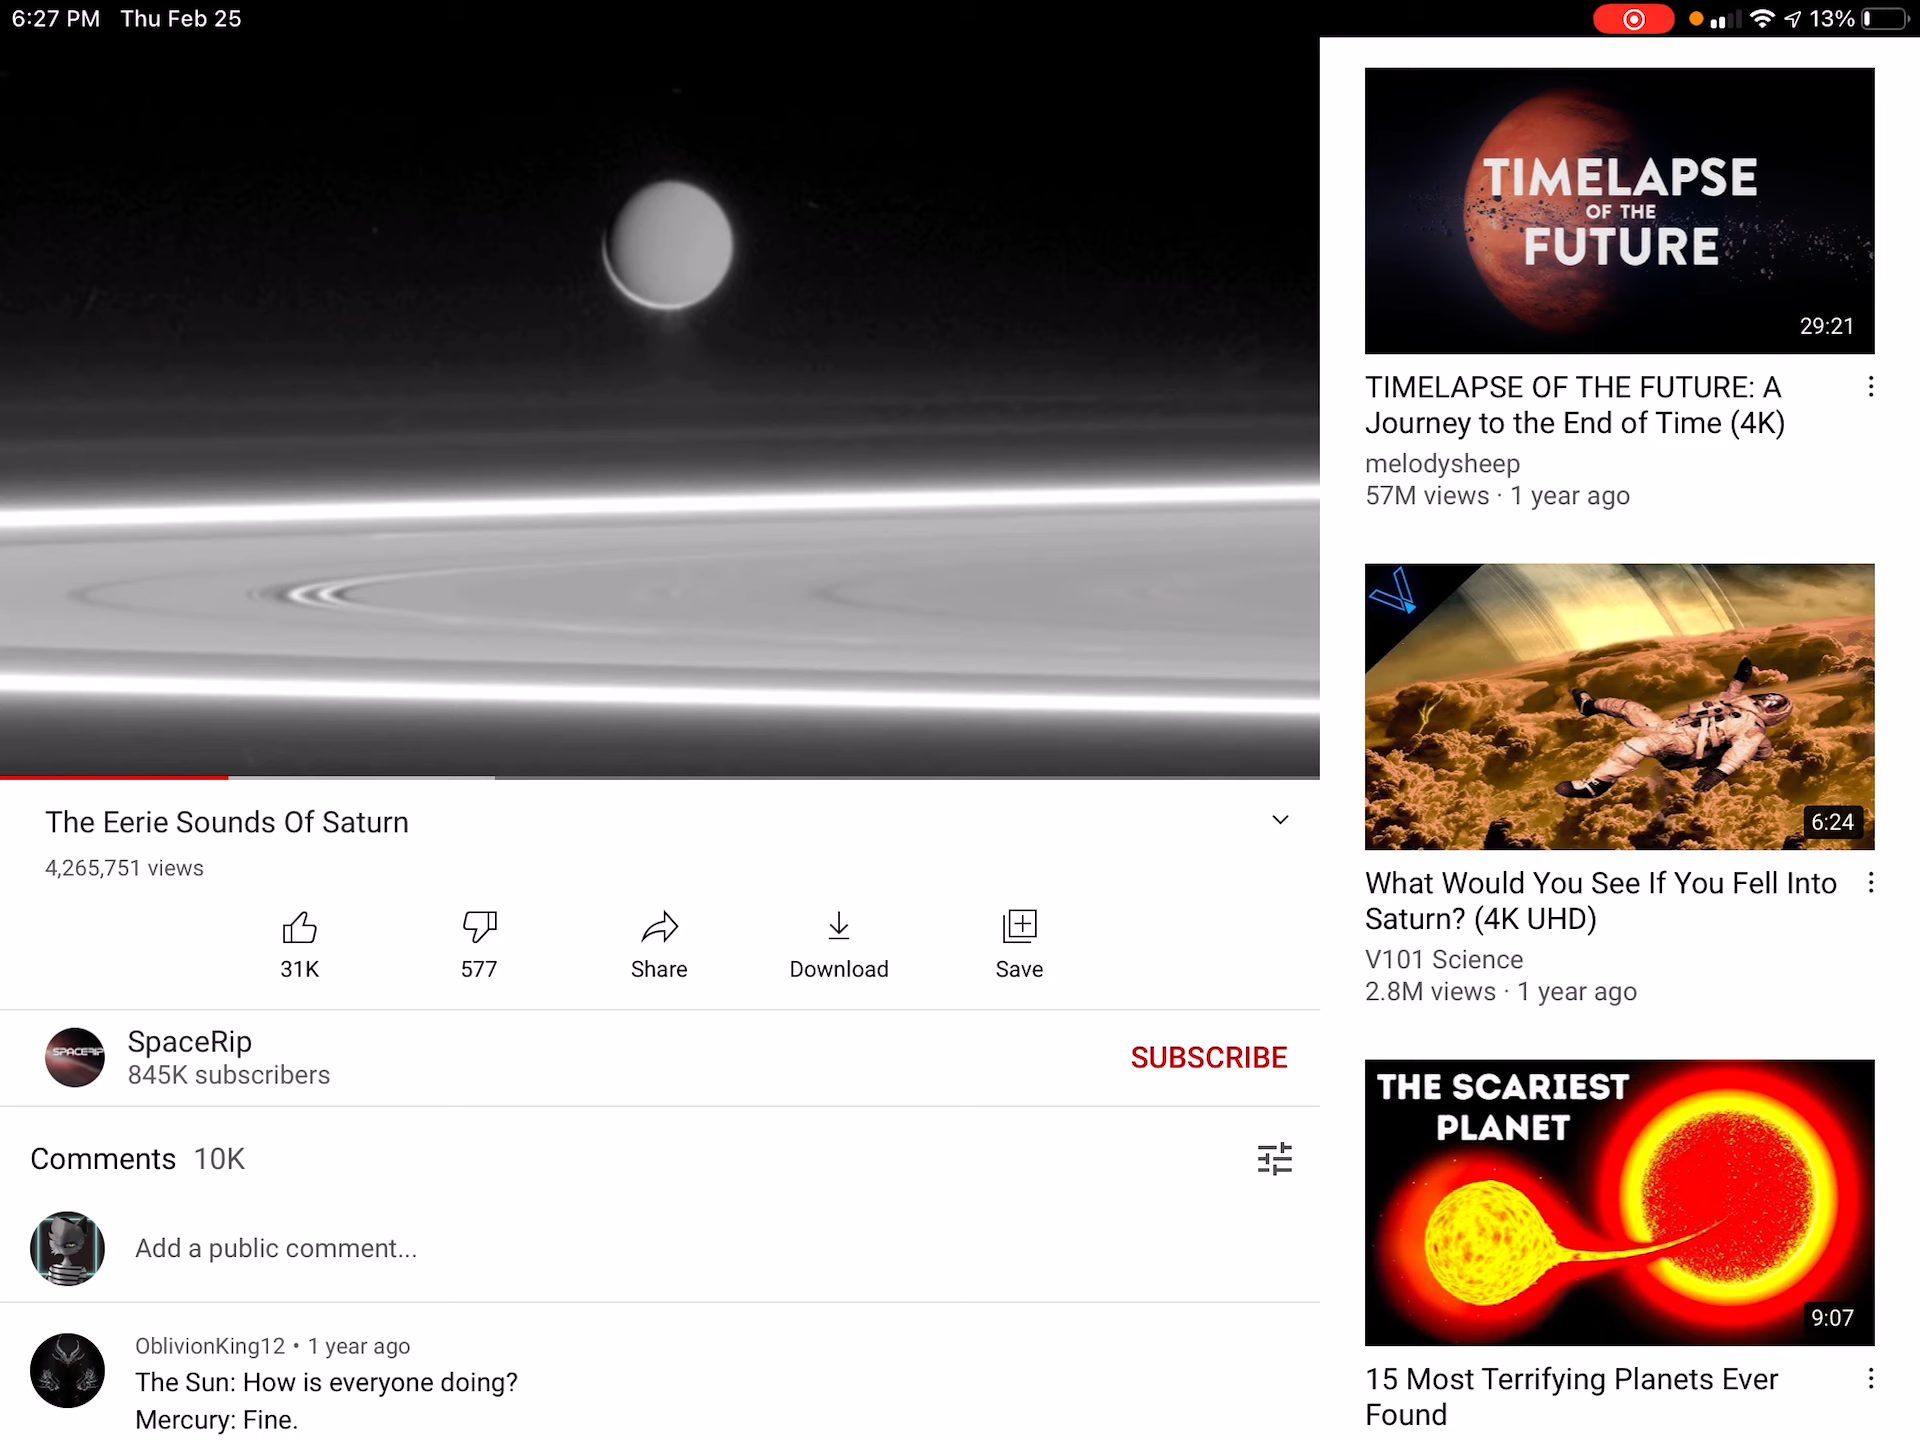 6:27 PM Thu Feb 25
13%
The Eerie Sounds Of Saturn
4,265,751 views
31K
577
Share
Download
Save
SPACERIP
SpaceRip
845K subscribers
SUBSCRIBE
Comments 10K
Add a public comment...
OblivionKing12 • 1 year ago
The Sun: How is everyone doing?
Mercury: Fine.
TIMELAPSE
OF THE
FUTURE
29:21
TIMELAPSE OF THE FUTURE: A
Journey to the End of Time (4K)
melodysheep
57M views · 1 year ago
6:24
What Would You See If You Fell Into
Saturn? (4K UHD)
V101 Science
2.8M views · 1 year ago
THE SCARIEST
PLANET
9:07
15 Most Terrifying Planets Ever
Found